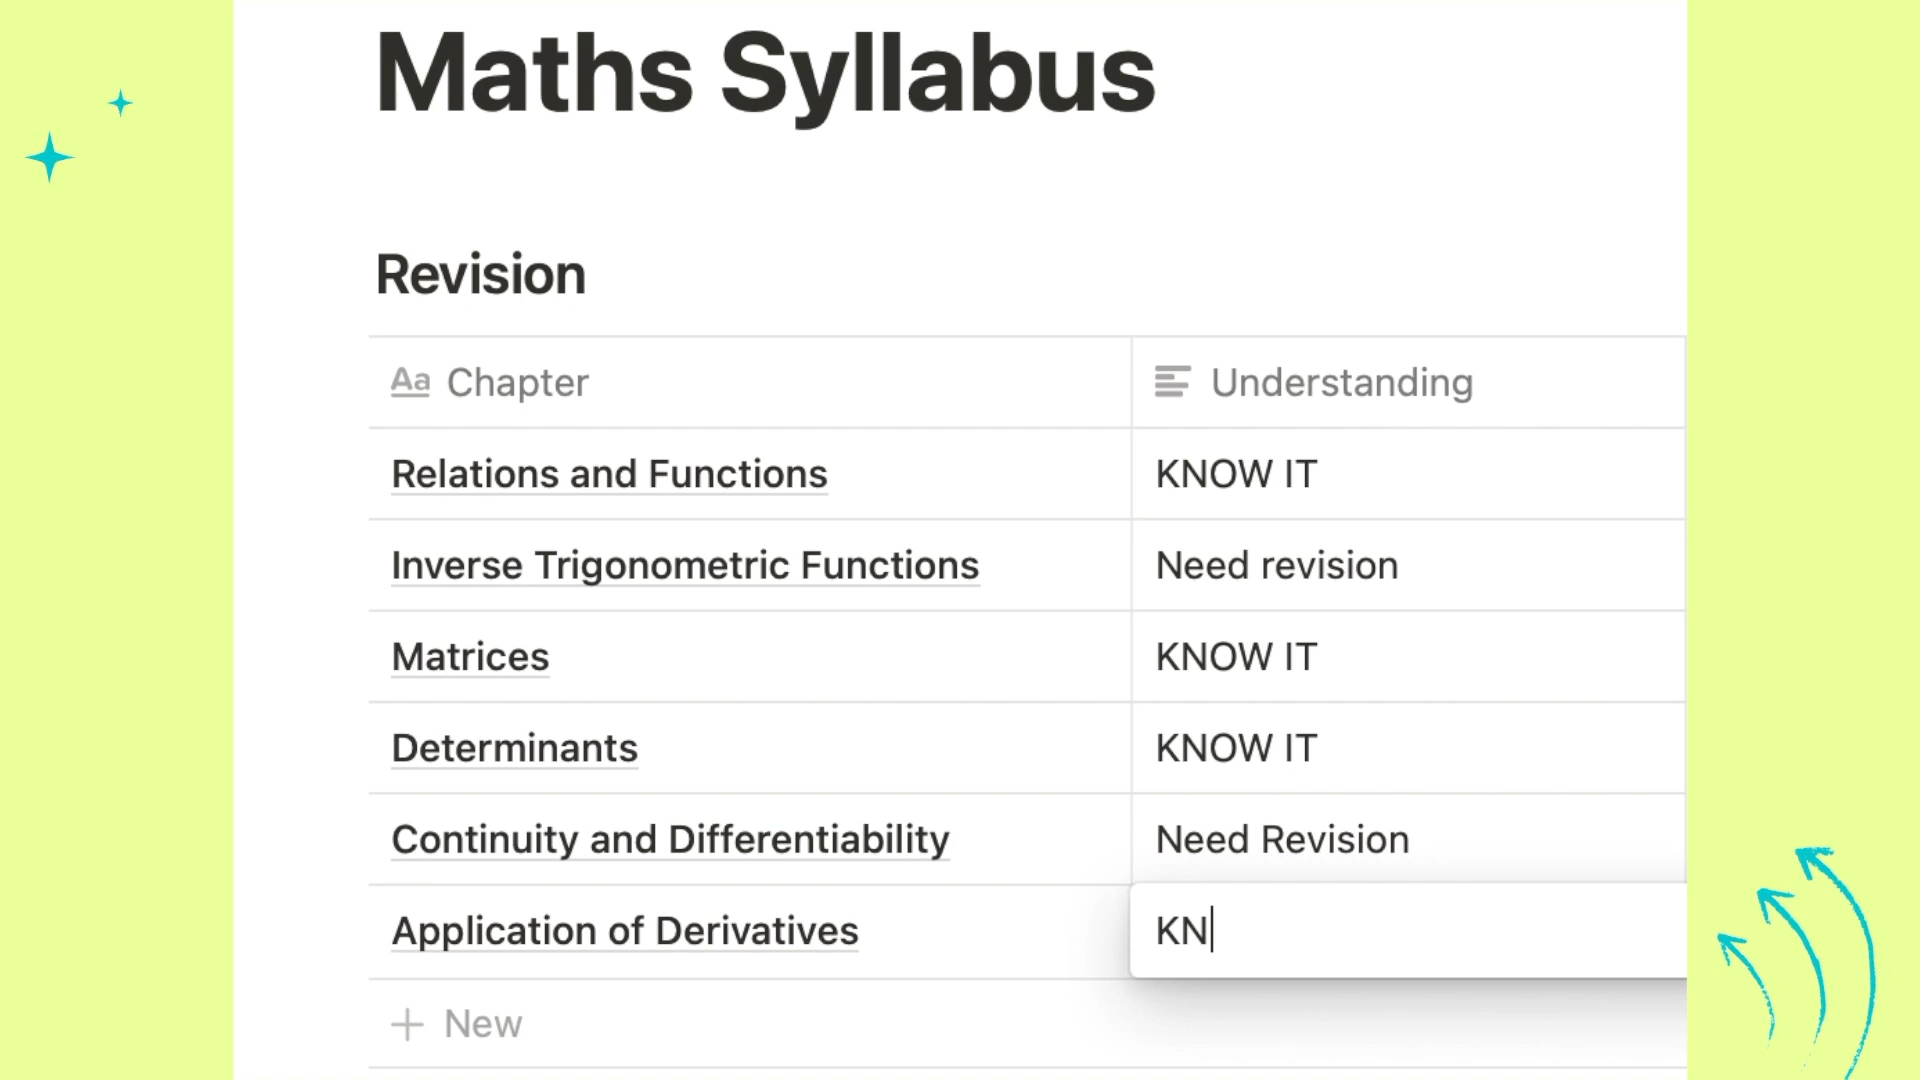 Maths Syllabus
Revision
Aa Chapter Understanding
Relations and Functions KNOW IT
Inverse Trigonometric Functions Need revision
Matrices KNOW IT
Determinants KNOW IT
Continuity and Differentiability Need Revision
Application of Derivatives KN
+ New